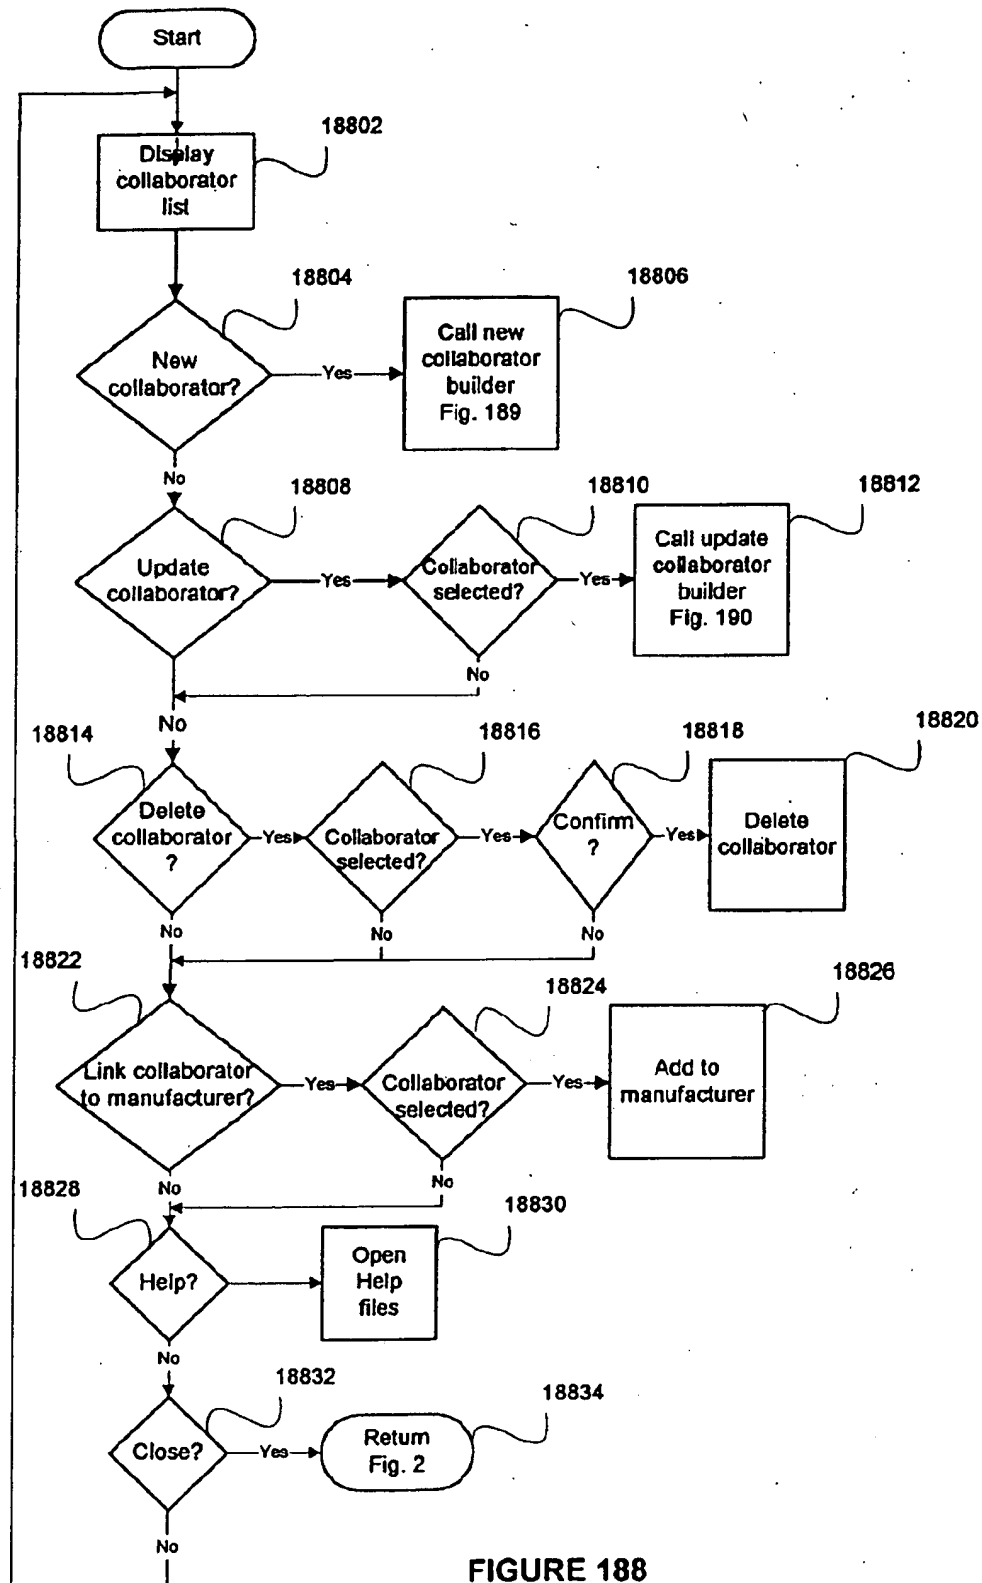 Start
18802
Display
collaborator
list
18804
18806
New
collaborator?
Yes
Call new
collaborator
builder
Fig. 189
No
18808
18810
18812
Update
collaborator?
Yes
Collaborator
selected?
Yes
Call update
collaborator
builder
Fig. 190
No
No
18814
18816
18818
18820
Delete
collaborator
?
Yes
Collaborator
selected?
Yes
Confirm
?
Yes
Delete
collaborator
No
No
No
18822
18824
18826
Link collaborator
to manufacturer?
Yes
Collaborator
selected?
Yes
Add to
manufacturer
No
No
18828
18830
Help?
Open
Help
files
No
18832
18834
Close?
Yes
Return
Fig. 2
No
FIGURE 188